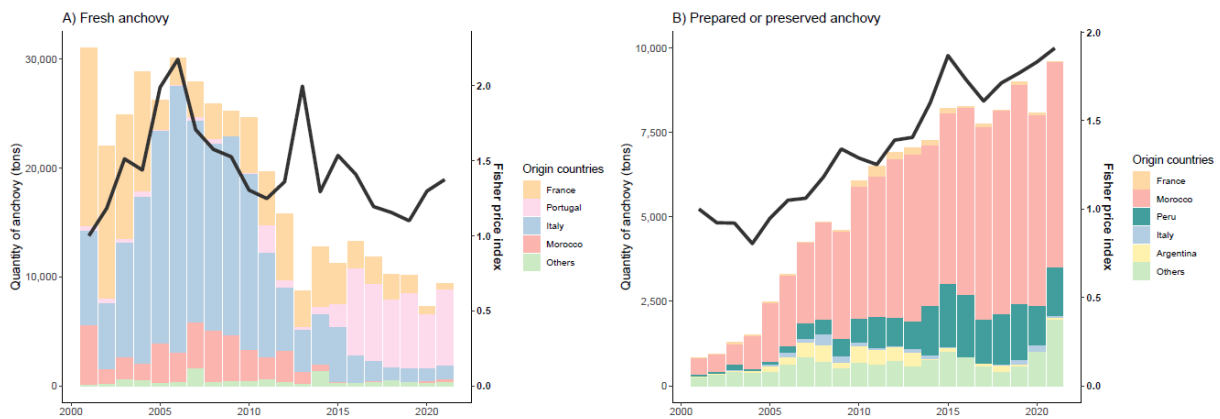 A) Fresh anchovy
Quantity of anchovy (tons)
30,000
20,000
10,000
0
2000
2005
2010
2015
2020
2.0
1.5
1.0
0.5
0.0
Fisher price index
Origin countries
France
Portugal
Italy
Morocco
Others
B) Prepared or preserved anchovy
Quantity of anchovy (tons)
10,000
7,500
5,000
2,500
0
2000
2005
2010
2015
2020
2.0
1.5
1.0
0.5
0.0
Fisher price index
Origin countries
France
Morocco
Peru
Italy
Argentina
Others